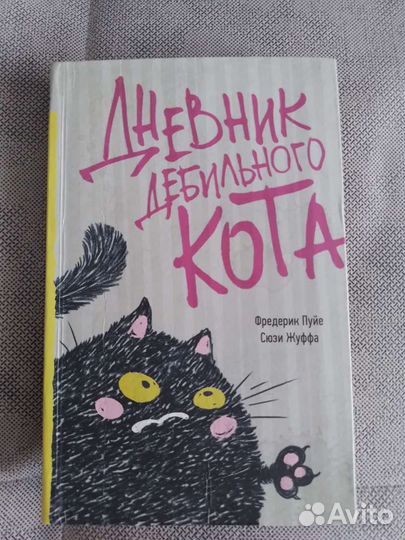 Дневник
дебильного
кота
Фредерик Пуйе
Сюзи Жуффа
Avito